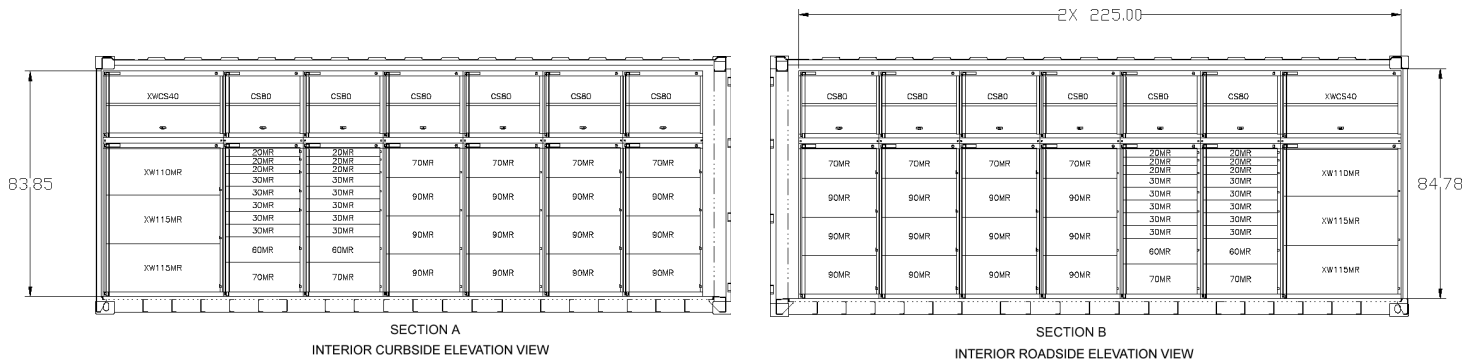 2X 225.00
XWCS40 CS80 CS80 CS80 CS80 CS80 CS80
83.85
XW110MR
XW115MR
XW115MR
20MR
20MR
20MR
30MR
30MR
30MR
30MR
30MR
60MR
70MR
20MR
20MR
20MR
30MR
30MR
30MR
30MR
30MR
60MR
70MR
70MR
90MR
90MR
90MR
70MR
90MR
90MR
90MR
70MR
90MR
90MR
90MR
70MR
90MR
90MR
90MR
SECTION A
INTERIOR CURBSIDE ELEVATION VIEW
CS80 CS80 CS80 CS80 CS80 CS80 XWCS40
84.78
70MR
90MR
90MR
90MR
70MR
90MR
90MR
90MR
70MR
90MR
90MR
90MR
70MR
90MR
90MR
90MR
20MR
20MR
20MR
30MR
30MR
30MR
30MR
30MR
60MR
70MR
20MR
20MR
20MR
30MR
30MR
30MR
30MR
30MR
60MR
70MR
XW110MR
XW115MR
XW115MR
SECTION B
INTERIOR ROADSIDE ELEVATION VIEW